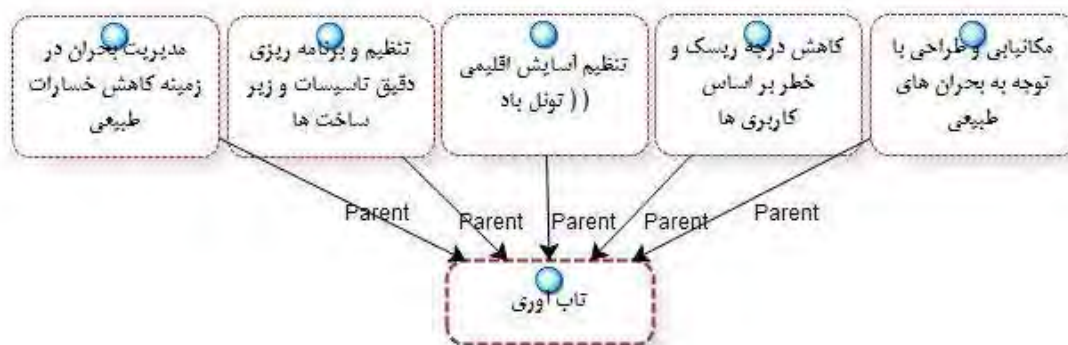 مکانیابی و طراحی با
توجه به بحران های
طبیعی
کاهش درجه ریسک و
خطر بر اساس
کاربری ها
تنظیم آسایش اقلیمی
( ( تونل باد
تنظیم و برنامه ریزی
دقیق تاسیسات و زیر
ساخت ها
مدیریت بحران در
زمینه کاهش خسارات
طبیعی
Parent
Parent
Parent
Parent
Parent
تاب آوری